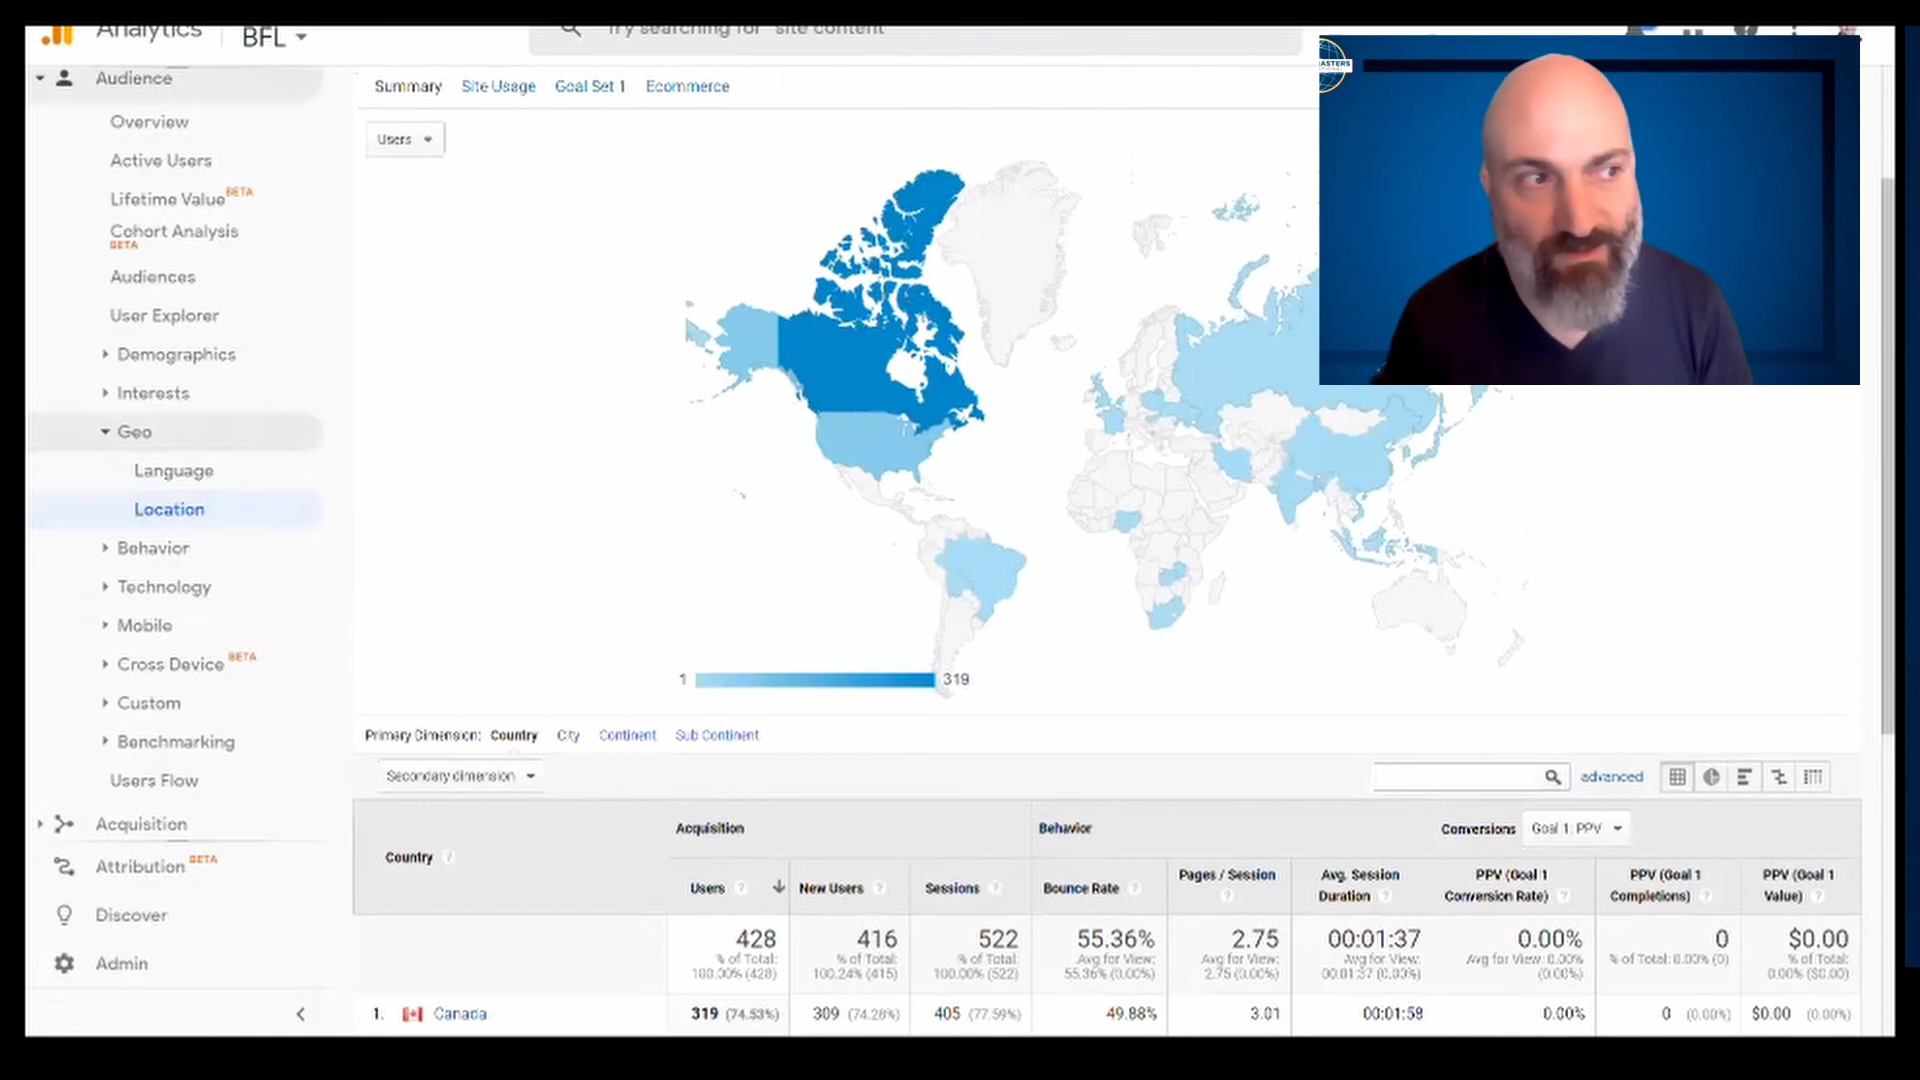 Analytics
BFL
Try searching for "site content"
Audience
Overview
Active Users
Lifetime Value BETA
Cohort Analysis
BETA
Audiences
User Explorer
Demographics
Interests
Geo
Language
Location
Behavior
Technology
Mobile
Cross Device BETA
Custom
Benchmarking
Users Flow
Acquisition
Attribution BETA
Discover
Admin
Summary Site Usage Goal Set 1 Ecommerce
Users
1 319
Primary Dimension: Country City Continent Sub Continent
Secondary dimension
advanced
Acquisition Behavior Conversions Goal 1: PPV
Country ?
Users ? New Users ? Sessions ? Bounce Rate ? Pages / Session ? Avg. Session Duration ? PPV (Goal 1 Conversion Rate) ? PPV (Goal 1 Completions) ? PPV (Goal 1 Value) ?
428 416 522 55.36% 2.75 00:01:37 0.00% 0 $0.00
% of Total: % of Total: % of Total: Avg for View: Avg for View: Avg for View: Avg for View: 0.00% % of Total: 0.00% (0) % of Total:
100.00% (428) 100.24% (415) 100.00% (522) 55.36% (0.00%) 2.75 (0.00%) 00:01:37 (0.00%) (0.00%) 0.00% ($0.00)
1. Canada 319 (74.53%) 309 (74.28%) 405 (77.59%) 49.88% 3.01 00:01:58 0.00% 0 (0.00%) $0.00 (0.00%)